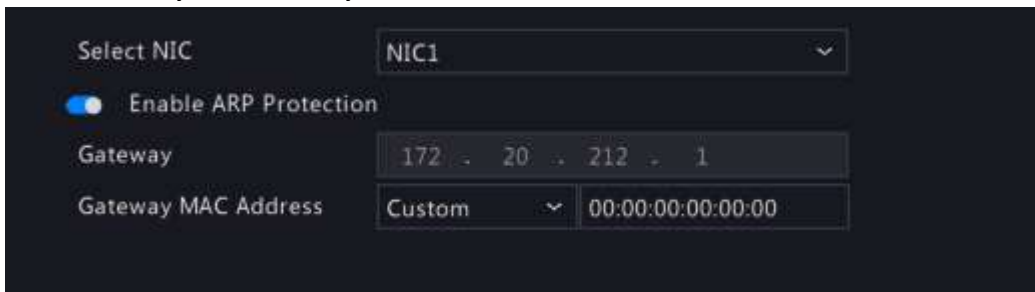 Select NIC NIC1
Enable ARP Protection
Gateway 172 . 20 . 212 . 1
Gateway MAC Address Custom 00:00:00:00:00:00